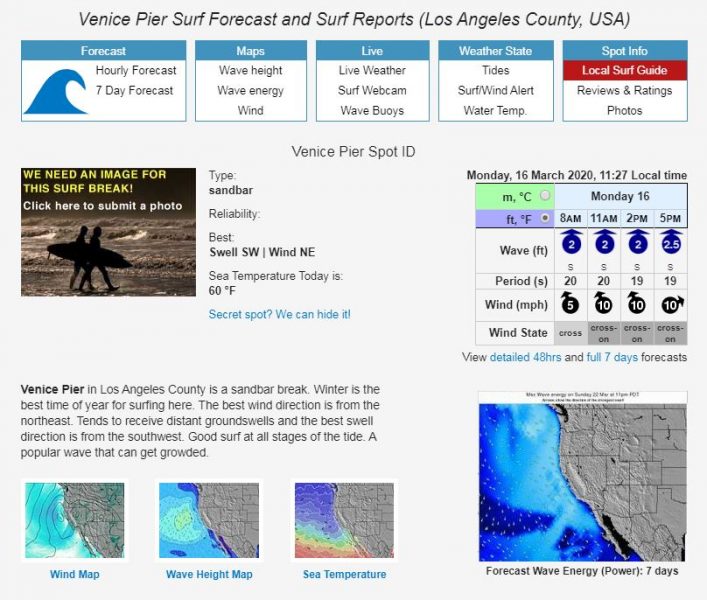 Venice Pier Surf Forecast and Surf Reports (Los Angeles County, USA)
Forecast
Hourly Forecast
7 Day Forecast
Maps
Wave height
Wave energy
Wind
Live
Live Weather
Surf Webcam
Wave Buoys
Weather State
Tides
Surf/Wind Alert
Water Temp.
Spot Info
Local Surf Guide
Reviews & Ratings
Photos
Venice Pier Spot ID
WE NEED AN IMAGE FOR
THIS SURF BREAK!
Click here to submit a photo
Type:
sandbar
Reliability:
Best:
Swell SW | Wind NE
Sea Temperature Today is:
60 °F
Secret spot? We can hide it!
Monday, 16 March 2020, 11:27 Local time
m, °C Monday 16
ft, °F 8AM 11AM 2PM 5PM
Wave (ft) 2 2 2 2.5
S S S S
Period (s) 20 20 19 19
Wind (mph) 5 10 10 10
Wind State cross cross-on cross-on cross-on
View detailed 48hrs and full 7 days forecasts
Venice Pier in Los Angeles County is a sandbar break. Winter is the
best time of year for surfing here. The best wind direction is from the
northeast. Tends to receive distant groundswells and the best swell
direction is from the southwest. Good surf at all stages of the tide. A
popular wave that can get growded.
Wind Map
Wave Height Map
Sea Temperature
Max Wave energy on Sunday 22 Mar at 11pm PDT
Arrows show the direction of the strongest swell
Forecast Wave Energy (Power): 7 days